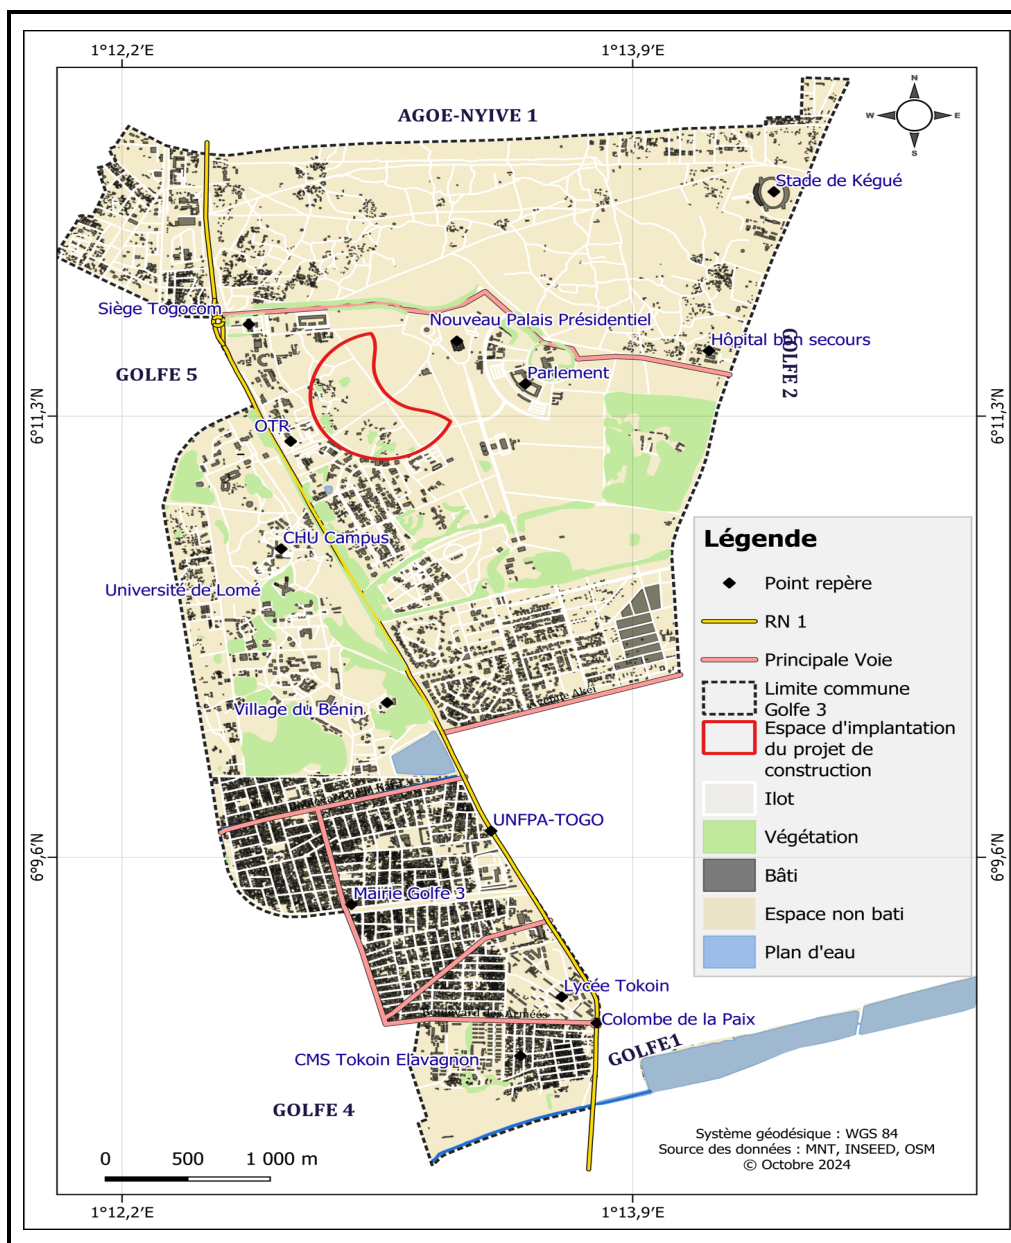 1°12,2'E
1°13,9'E
AGOE-NYIVE 1
N
W
E
S
Stade de Kégué
Siège Togocom
Nouveau Palais Présidentiel
Hôpital bon secours
GOLFE 2
GOLFE 5
Parlement
6°11,3'N
6°11,3'N
OTR
CHU Campus
Université de Lomé
Village du Bénin
UNFPA-TOGO
6°9,6'N
6°9,6'N
Mairie Golfe 3
Lycée Tokoin
Boulevard des Armées
Colombe de la Paix
CMS Tokoin Elavagnon
GOLFE1
GOLFE 4
Légende
Point repère
RN 1
Principale Voie
Limite commune
Golfe 3
Espace d'implantation
du projet de
construction
Ilot
Végétation
Bâti
Espace non bati
Plan d'eau
0 500 1 000 m
Système géodésique : WGS 84
Source des données : MNT, INSEED, OSM
© Octobre 2024
1°12,2'E
1°13,9'E